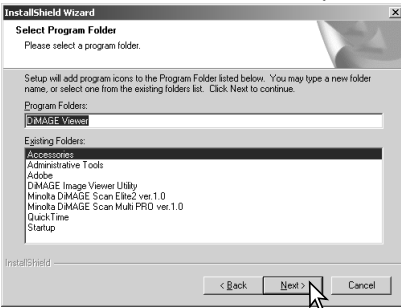 InstallShield Wizard
Select Program Folder
Please select a program folder.
Setup will add program icons to the Program Folder listed below. You may type a new folder
name, or select one from the existing folders list. Click Next to continue.
Program Folders:
DiMAGE Viewer
Existing Folders:
Accessories
Administrative Tools
Adobe
DiMAGE Image Viewer Utility
Minolta DiMAGE Scan Elite2 ver.1.0
Minolta DiMAGE Scan Multi PRO ver.1.0
QuickTime
Startup
InstallShield
< Back Next > Cancel